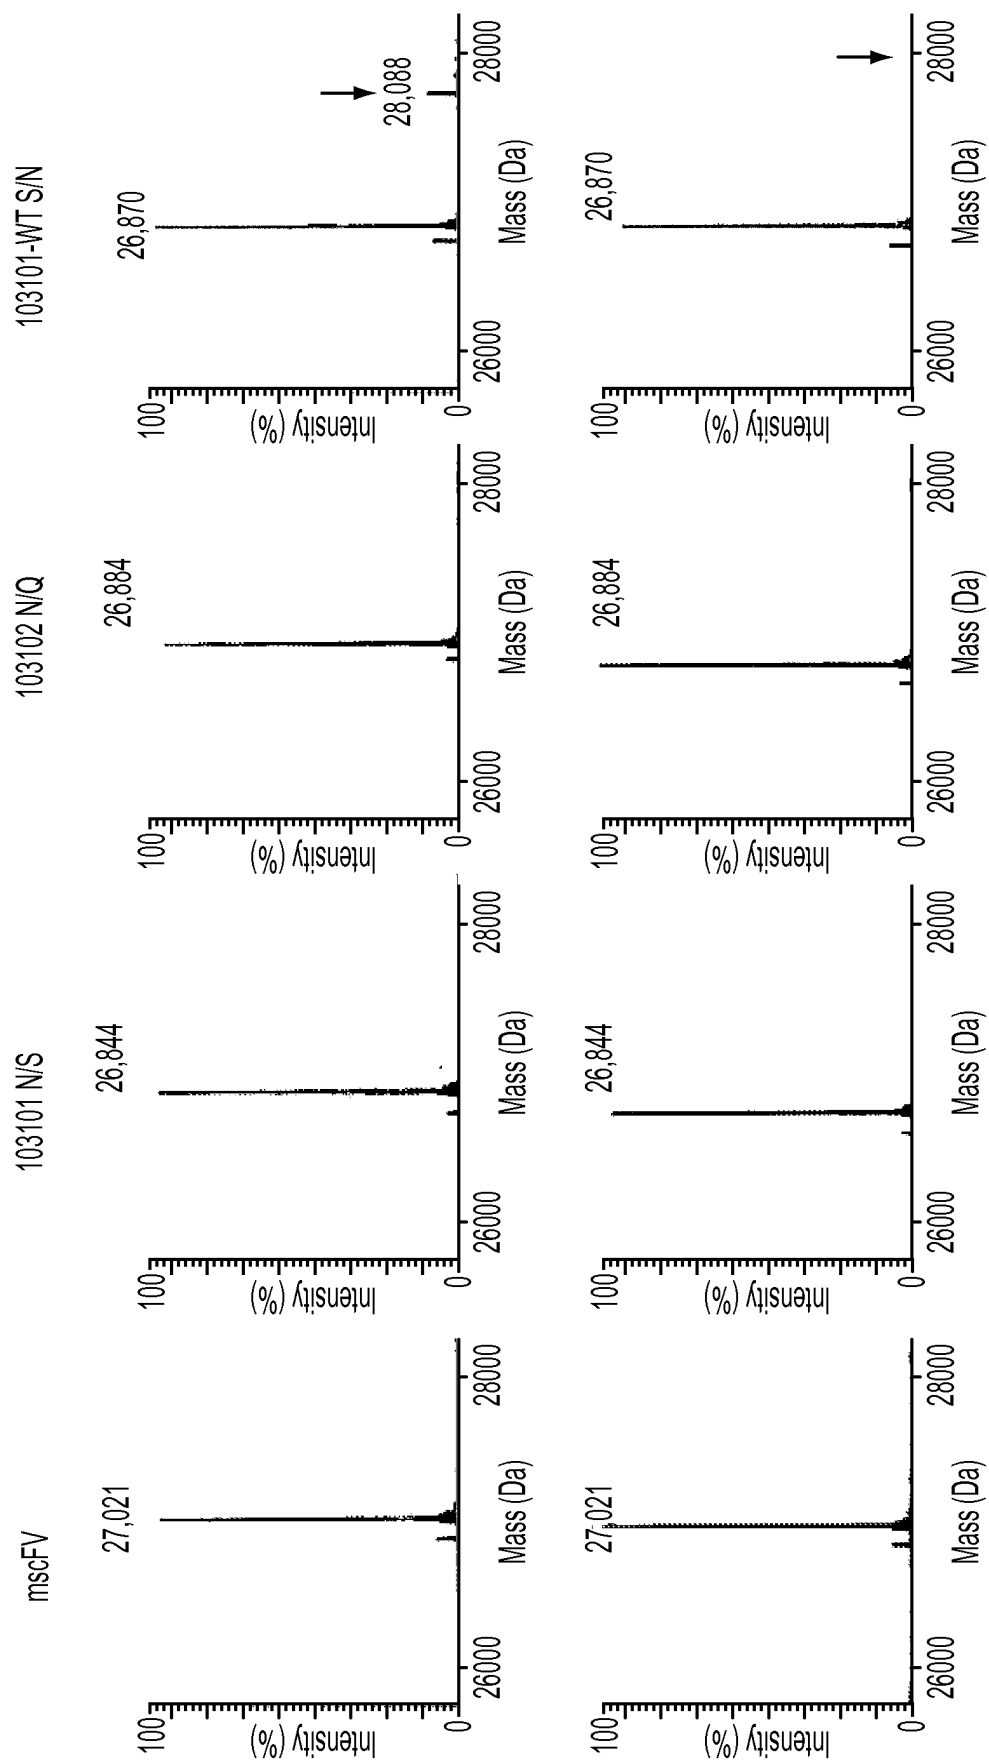 mscFV
103101 N/S
103102 N/Q
103101-WT S/N
27,021
100
Intensity (%)
0
26000
28000
Mass (Da)
26,844
100
Intensity (%)
0
26000
28000
Mass (Da)
26,884
100
Intensity (%)
0
26000
28000
Mass (Da)
26,870
28,088
100
Intensity (%)
0
26000
28000
Mass (Da)
27,021
100
Intensity (%)
0
26000
28000
Mass (Da)
26,844
100
Intensity (%)
0
26000
28000
Mass (Da)
26,884
100
Intensity (%)
0
26000
28000
Mass (Da)
26,870
100
Intensity (%)
0
26000
28000
Mass (Da)